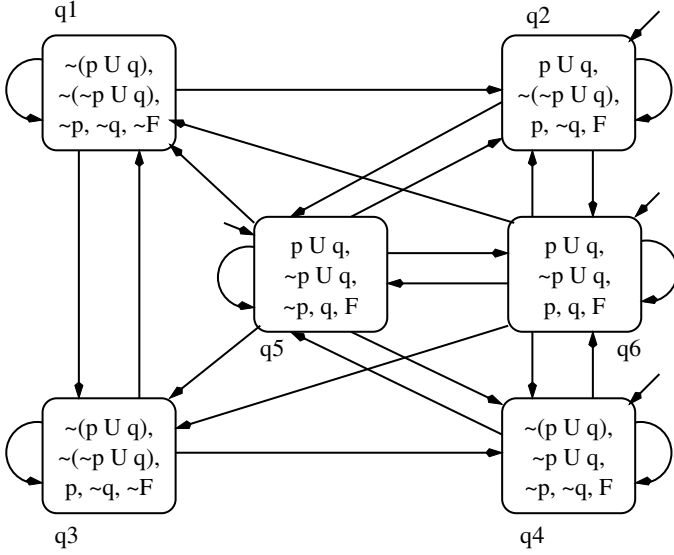 q1
~(p U q),
~(~p U q),
~p, ~q, ~F
q2
p U q,
~(~p U q),
p, ~q, F
p U q,
~p U q,
~p, q, F
q5
p U q,
~p U q,
p, q, F
q6
~(p U q),
~(~p U q),
p, ~q, ~F
q3
~(p U q),
~p U q,
~p, ~q, F
q4